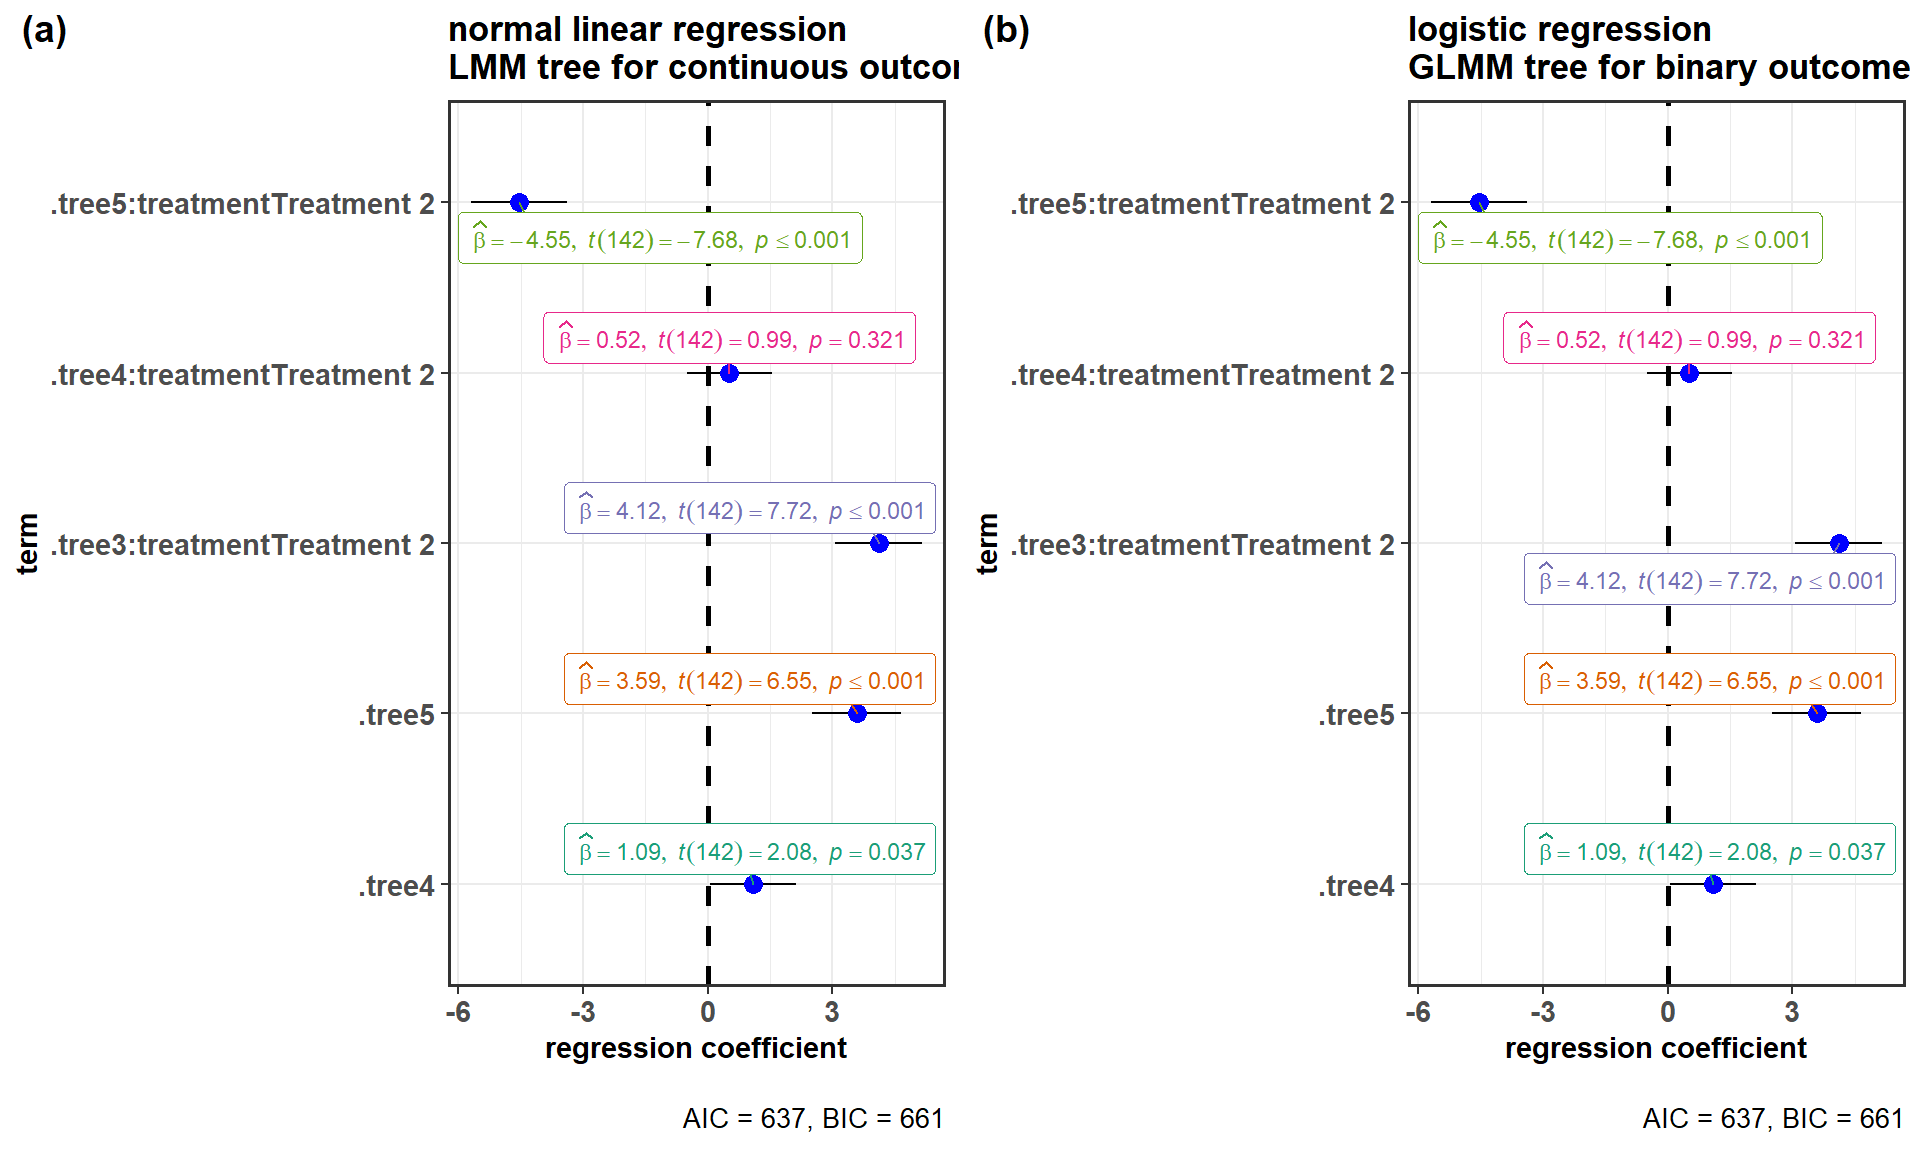 (a)
normal linear regression
LMM tree for continuous outcor
.tree5:treatmentTreatment 2
β̂ = −4.55, t(142) = −7.68, p ≤ 0.001
β̂ = 0.52, t(142) = 0.99, p = 0.321
.tree4:treatmentTreatment 2
β̂ = 4.12, t(142) = 7.72, p ≤ 0.001
.tree3:treatmentTreatment 2
term
β̂ = 3.59, t(142) = 6.55, p ≤ 0.001
.tree5
β̂ = 1.09, t(142) = 2.08, p = 0.037
.tree4
-6 -3 0 3
regression coefficient
AIC = 637, BIC = 661
(b)
logistic regression
GLMM tree for binary outcome
.tree5:treatmentTreatment 2
β̂ = −4.55, t(142) = −7.68, p ≤ 0.001
β̂ = 0.52, t(142) = 0.99, p = 0.321
.tree4:treatmentTreatment 2
.tree3:treatmentTreatment 2
term
β̂ = 4.12, t(142) = 7.72, p ≤ 0.001
β̂ = 3.59, t(142) = 6.55, p ≤ 0.001
.tree5
β̂ = 1.09, t(142) = 2.08, p = 0.037
.tree4
-6 -3 0 3
regression coefficient
AIC = 637, BIC = 661